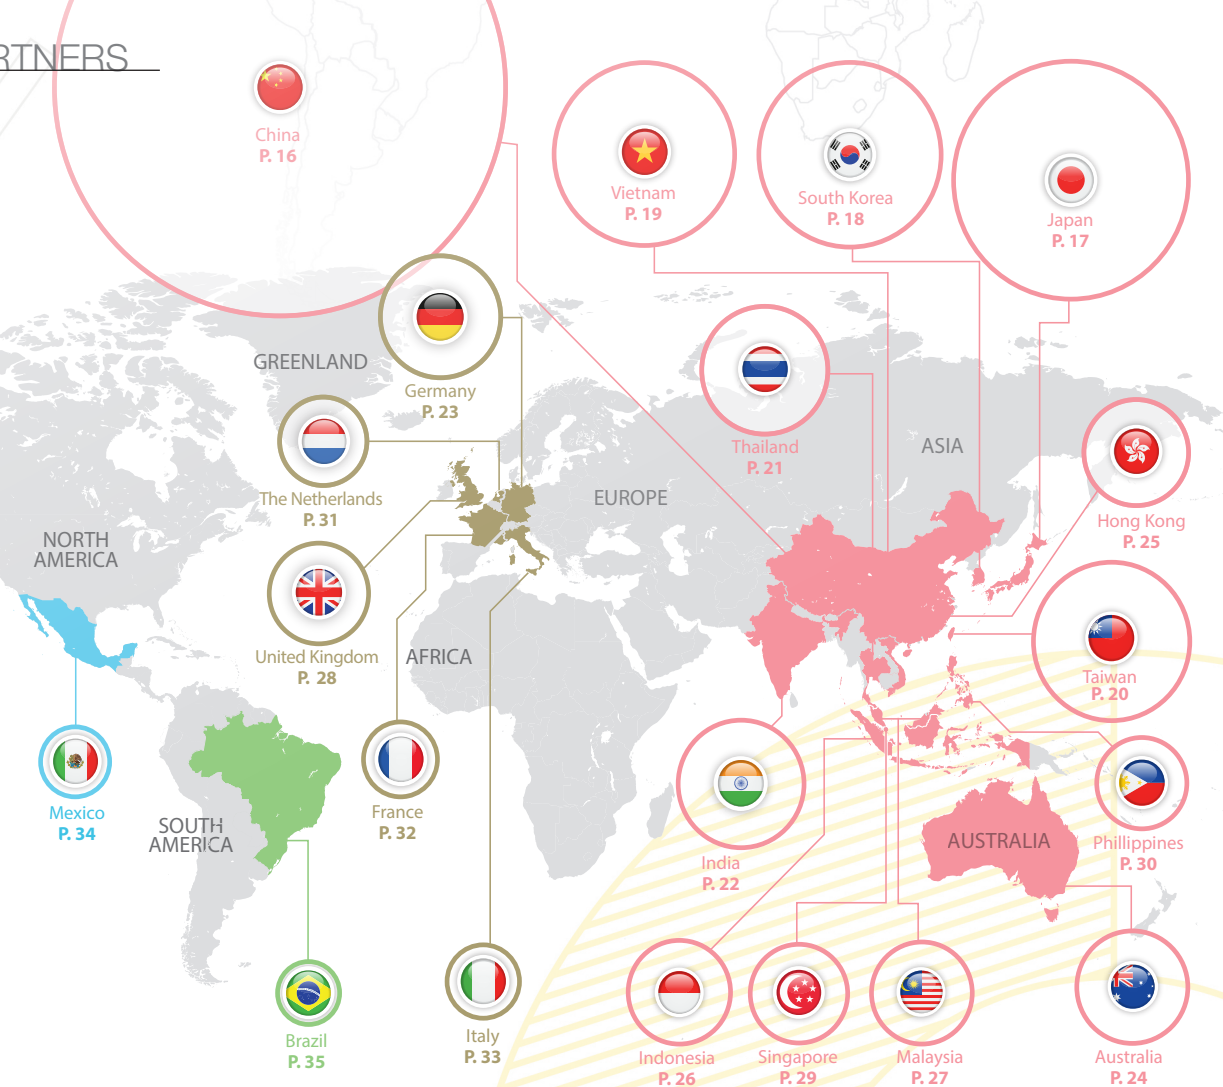 RTNERS
China
P. 16
Vietnam
P. 19
South Korea
P. 18
Japan
P. 17
GREENLAND
Germany
P. 23
Thailand
P. 21
ASIA
The Netherlands
P. 31
EUROPE
Hong Kong
P. 25
NORTH
AMERICA
United Kingdom
P. 28
AFRICA
Taiwan
P. 20
Mexico
P. 34
SOUTH
AMERICA
France
P. 32
India
P. 22
AUSTRALIA
Phillippines
P. 30
Brazil
P. 35
Italy
P. 33
Indonesia
P. 26
Singapore
P. 29
Malaysia
P. 27
Australia
P. 24